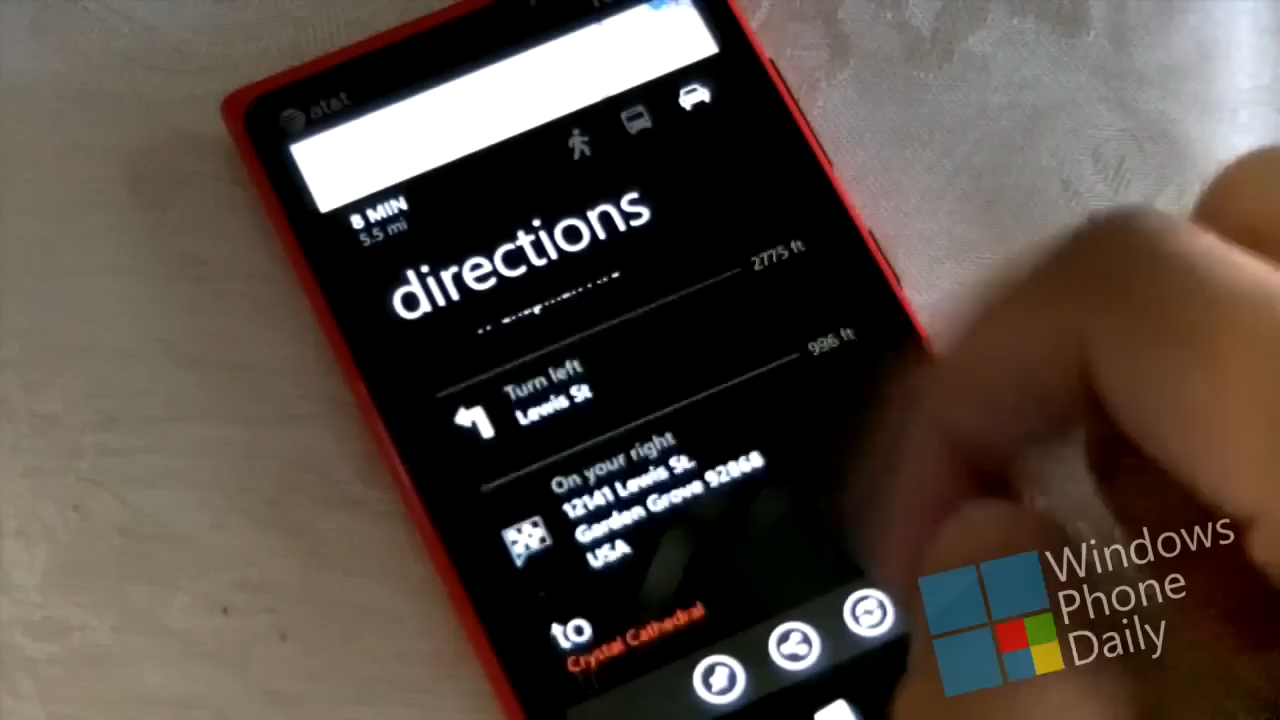 at&t
8 MIN
5.5 mi
directions
2775 ft
Turn left
Lewis St
996 ft
On your right
12141 Lewis St.
Garden Grove 92868
USA
to
Crystal Cathedral
Windows
Phone
Daily